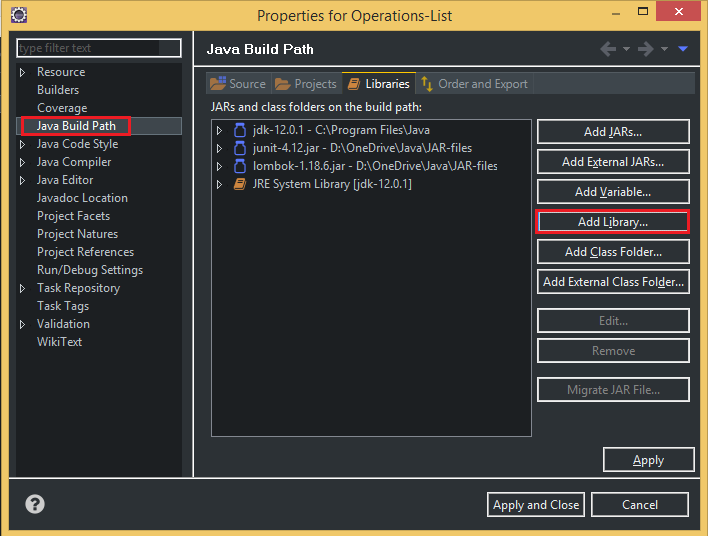 Properties for Operations-List
type filter text
Resource
Builders
Coverage
Java Build Path
Java Code Style
Java Compiler
Java Editor
Javadoc Location
Project Facets
Project Natures
Project References
Run/Debug Settings
Task Repository
Task Tags
Validation
WikiText
Java Build Path
Source Projects Libraries Order and Export
JARs and class folders on the build path:
jdk-12.0.1 - C:\Program Files\Java
junit-4.12.jar - D:\OneDrive\Java\JAR-files
lombok-1.18.6.jar - D:\OneDrive\Java\JAR-files
JRE System Library [jdk-12.0.1]
Add JARs...
Add External JARs...
Add Variable...
Add Library...
Add Class Folder...
Add External Class Folder...
Edit...
Remove
Migrate JAR File...
Apply
Apply and Close Cancel